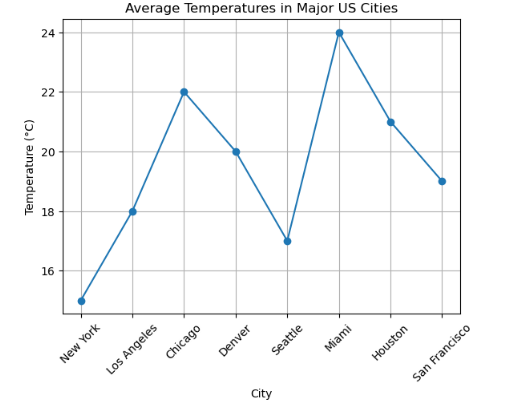 Average Temperatures in Major US Cities
Temperature (°C)
24
22
20
18
16
New York
Los Angeles
Chicago
Denver
Seattle
Miami
Houston
San Francisco
City